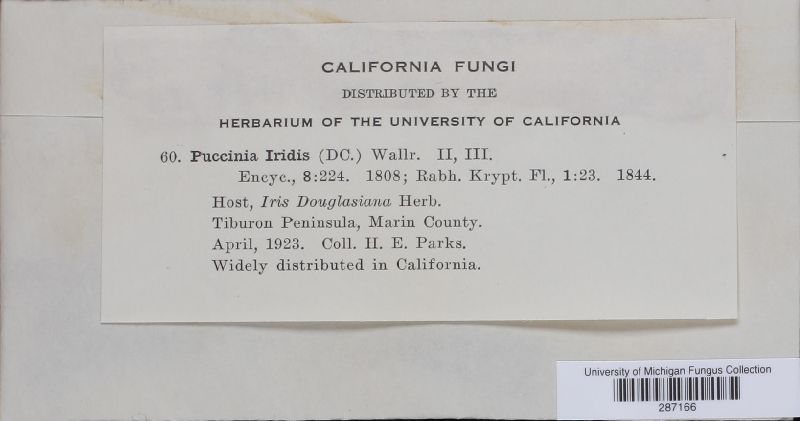 CALIFORNIA FUNGI
DISTRIBUTED BY THE
HERBARIUM OF THE UNIVERSITY OF CALIFORNIA
60. Puccinia Iridis (DC.) Wallr. II, III.
Encyc., 8:224. 1808; Rabh. Krypt. Fl., 1:23. 1844.
Host, Iris Douglasiana Herb.
Tiburon Peninsula, Marin County.
April, 1923. Coll. H. E. Parks.
Widely distributed in California.
University of Michigan Fungus Collection
287166